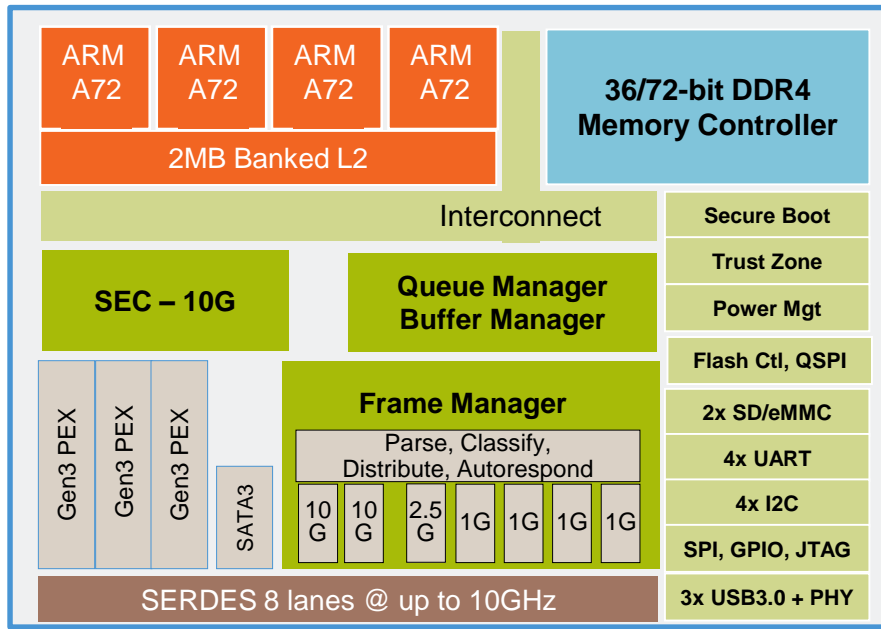 ARM
A72
ARM
A72
ARM
A72
ARM
A72
2MB Banked L2
36/72-bit DDR4
Memory Controller
Interconnect
SEC – 10G
Queue Manager
Buffer Manager
Secure Boot
Trust Zone
Power Mgt
Flash Ctl, QSPI
2x SD/eMMC
4x UART
4x I2C
SPI, GPIO, JTAG
3x USB3.0 + PHY
Gen3 PEX
Gen3 PEX
Gen3 PEX
SATA3
Frame Manager
Parse, Classify,
Distribute, Autorespond
10
G
10
G
2.5
G
1G
1G
1G
1G
SERDES 8 lanes @ up to 10GHz